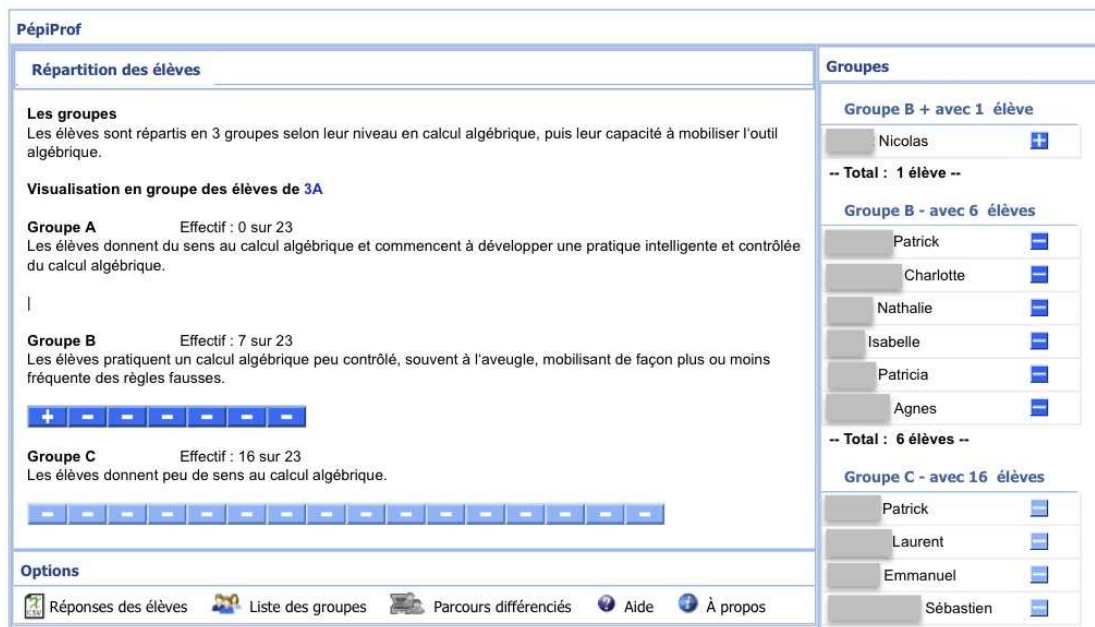 PépiProf
Répartition des élèves
Les groupes
Les élèves sont répartis en 3 groupes selon leur niveau en calcul algébrique, puis leur capacité à mobiliser l'outil
algébrique.
Visualisation en groupe des élèves de 3A
Groupe A Effectif : 0 sur 23
Les élèves donnent du sens au calcul algébrique et commencent à développer une pratique intelligente et contrôlée
du calcul algébrique.
|
Groupe B Effectif : 7 sur 23
Les élèves pratiquent un calcul algébrique peu contrôlé, souvent à l'aveugle, mobilisant de façon plus ou moins
fréquente des règles fausses.
+ - - - - - -
Groupe C Effectif : 16 sur 23
Les élèves donnent peu de sens au calcul algébrique.
- - - - - - - - - - - - - - - -
Options
CSV Réponses des élèves Liste des groupes Parcours différenciés ? Aide À propos
Groupes
Groupe B + avec 1 élève
Nicolas +
-- Total : 1 élève --
Groupe B - avec 6 élèves
Patrick -
Charlotte -
Nathalie -
Isabelle -
Patricia -
Agnes -
-- Total : 6 élèves --
Groupe C - avec 16 élèves
Patrick -
Laurent -
Emmanuel -
Sébastien -